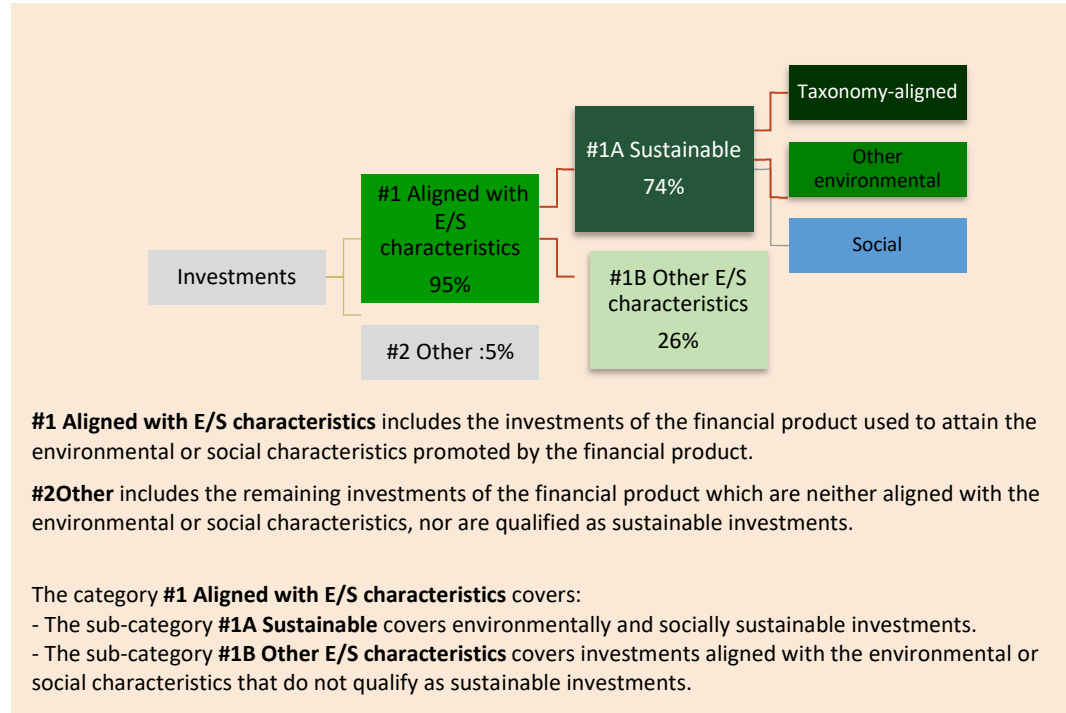 Taxonomy-aligned
#1A Sustainable
74%
Other
environmental
#1 Aligned with
E/S
characteristics
95%
Social
Investments
#1B Other E/S
characteristics
26%
#2 Other :5%
#1 Aligned with E/S characteristics includes the investments of the financial product used to attain the
environmental or social characteristics promoted by the financial product.
#2Other includes the remaining investments of the financial product which are neither aligned with the
environmental or social characteristics, nor are qualified as sustainable investments.
The category #1 Aligned with E/S characteristics covers:
- The sub-category #1A Sustainable covers environmentally and socially sustainable investments.
- The sub-category #1B Other E/S characteristics covers investments aligned with the environmental or
social characteristics that do not qualify as sustainable investments.